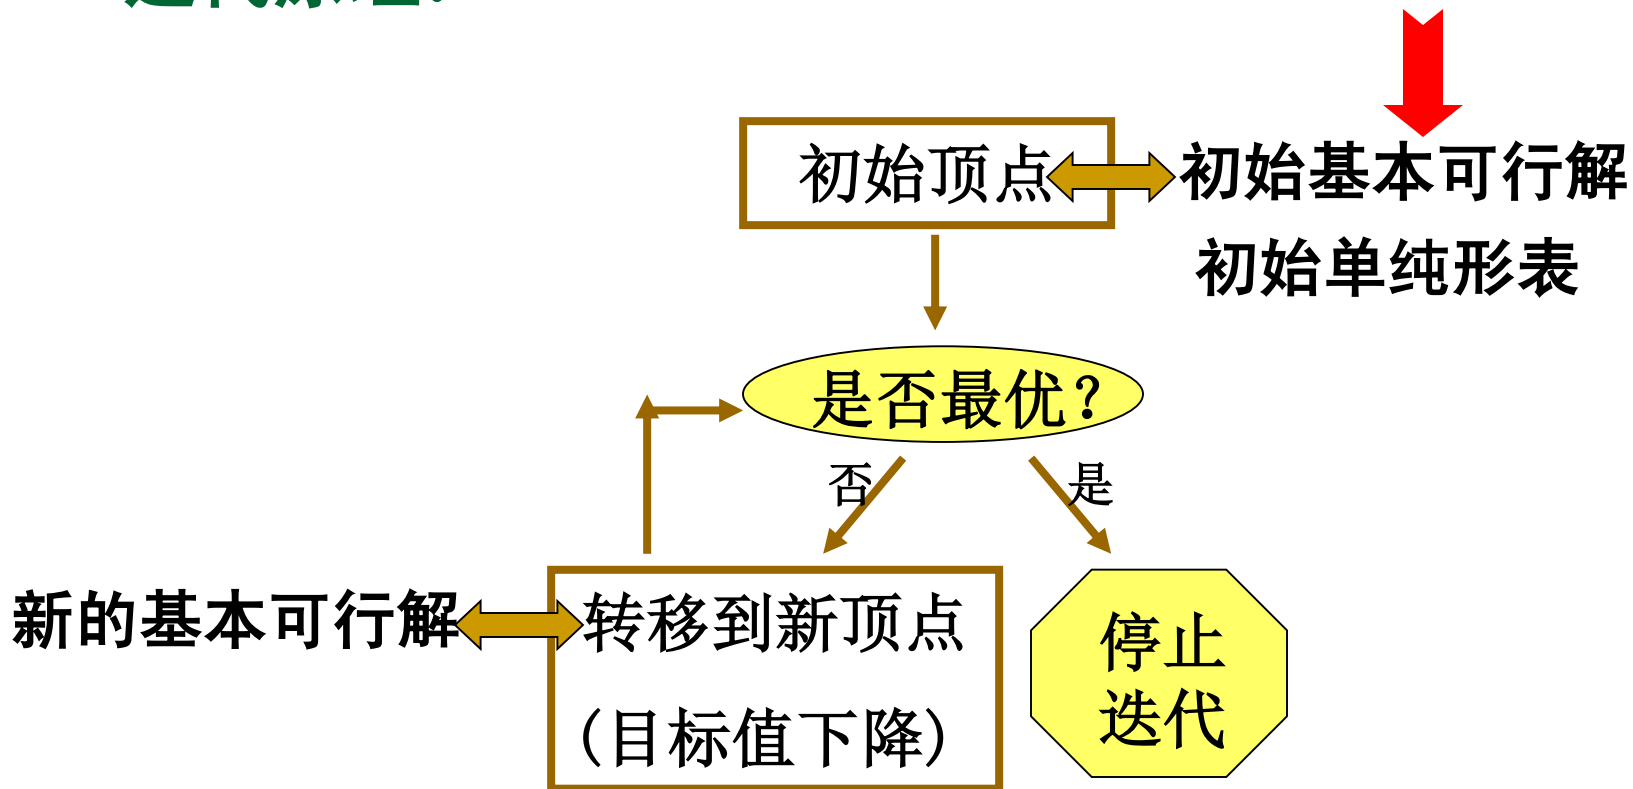 初始顶点
初始基本可行解
初始单纯形表
是否最优？
否
是
新的基本可行解
转移到新顶点
(目标值下降)
停止
迭代